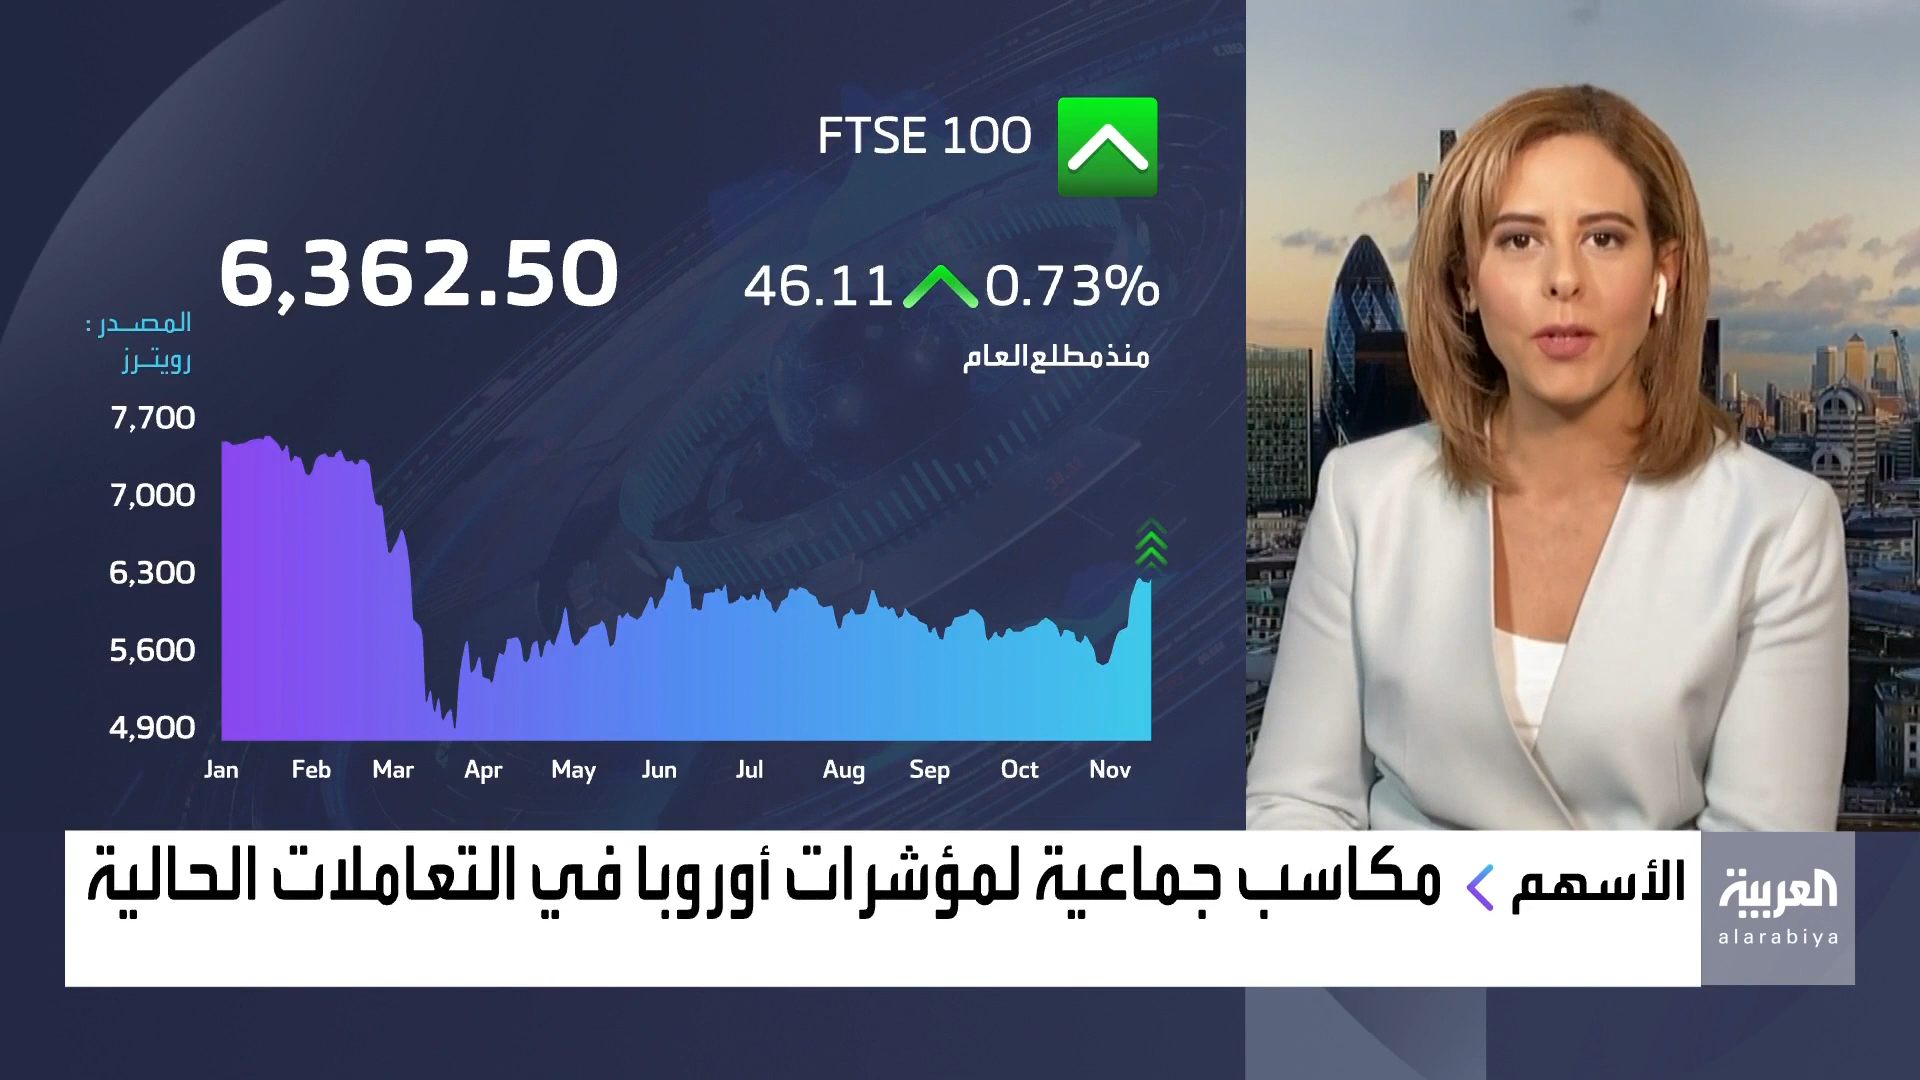 FTSE 100
6,362.50
46.11 0.73%
منذ مطلع العام
المصدر :
رويترز
7,700
7,000
6,300
5,600
4,900
Jan Feb Mar Apr May Jun Jul Aug Sep Oct Nov
الأسهم
مكاسب جماعية لمؤشرات أوروبا في التعاملات الحالية
العربية
alarabiya